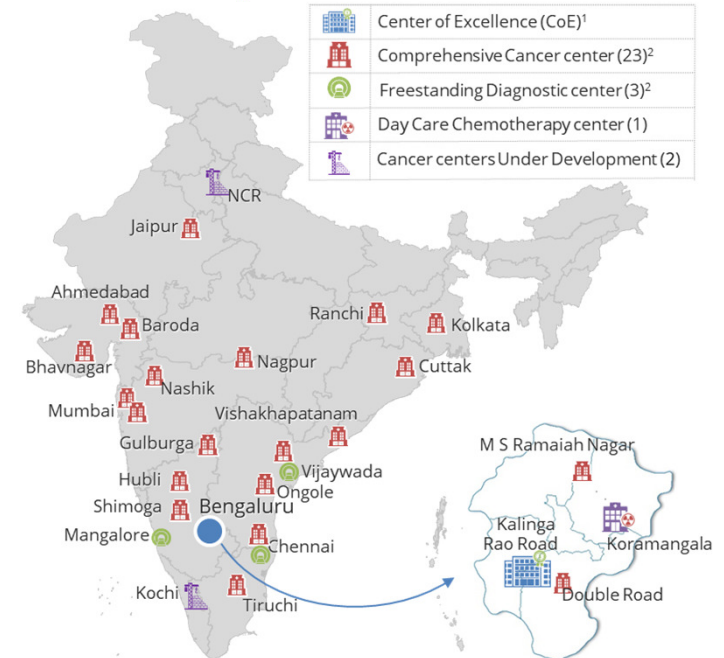 Center of Excellence (CoE)¹
Comprehensive Cancer center (23)²
Freestanding Diagnostic center (3)²
Day Care Chemotherapy center (1)
Cancer centers Under Development (2)
NCR
Jaipur
Ahmedabad
Baroda
Ranchi
Kolkata
Bhavnagar
Nagpur
Cuttak
Nashik
Mumbai
Vishakhapatanam
Gulburga
Vijaywada
Hubli
Ongole
Shimoga
Bengaluru
Mangalore
Chennai
Kochi
Tiruchi
M S Ramaiah Nagar
Kalinga
Rao Road
Koramangala
Double Road